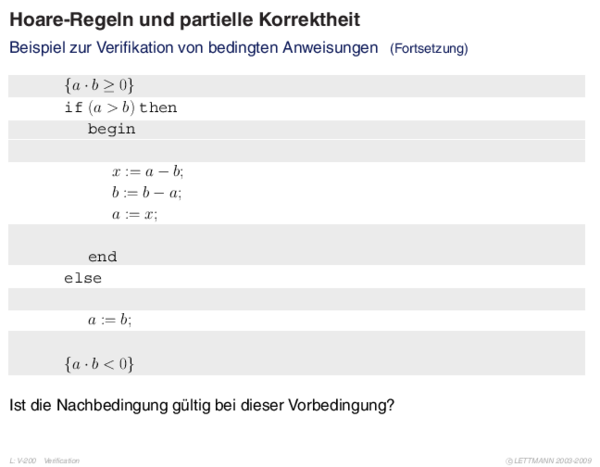 Hoare-Regeln und partielle Korrektheit
Beispiel zur Verifikation von bedingten Anweisungen (Fortsetzung)
{a · b ≥ 0}
if (a > b) then
begin
x := a − b;
b := b − a;
a := x;
end
else
a := b;
{a · b < 0}
Ist die Nachbedingung gültig bei dieser Vorbedingung?
L: V-200 Verification
© LETTMANN 2003-2009